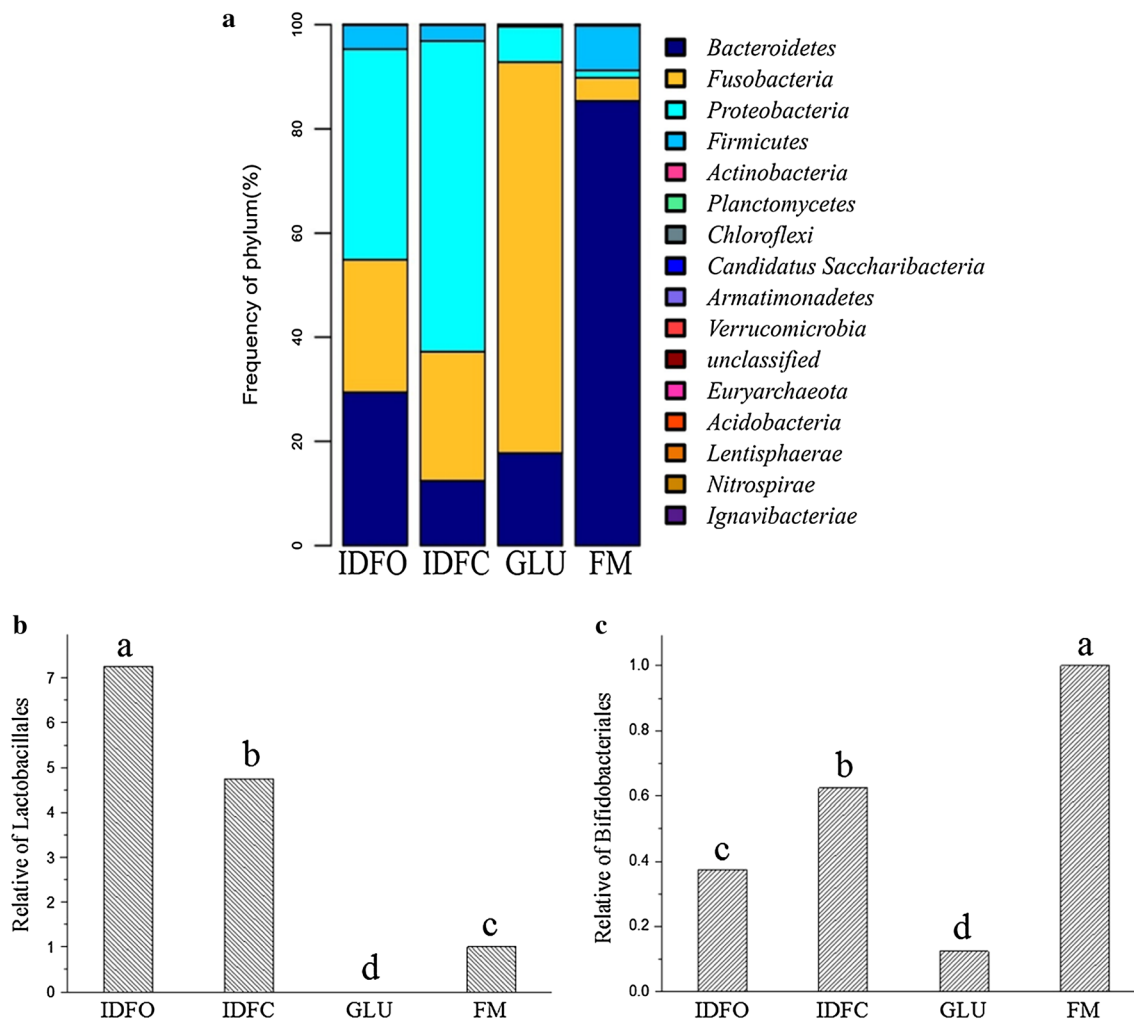 a
Frequency of phylum(%)
100
80
60
40
20
0
IDFO IDFC GLU FM
Bacteroidetes
Fusobacteria
Proteobacteria
Firmicutes
Actinobacteria
Planctomycetes
Chloroflexi
Candidatus Saccharibacteria
Armatimonadetes
Verrucomicrobia
unclassified
Euryarchaeota
Acidobacteria
Lentisphaerae
Nitrospirae
Ignavibacteriae
b
Relative of Lactobacillales
7
6
5
4
3
2
1
0
a
b
d
c
IDFO IDFC GLU FM
c
Relative of Bifidobacteriales
1.0
0.8
0.6
0.4
0.2
0.0
c
b
d
a
IDFO IDFC GLU FM